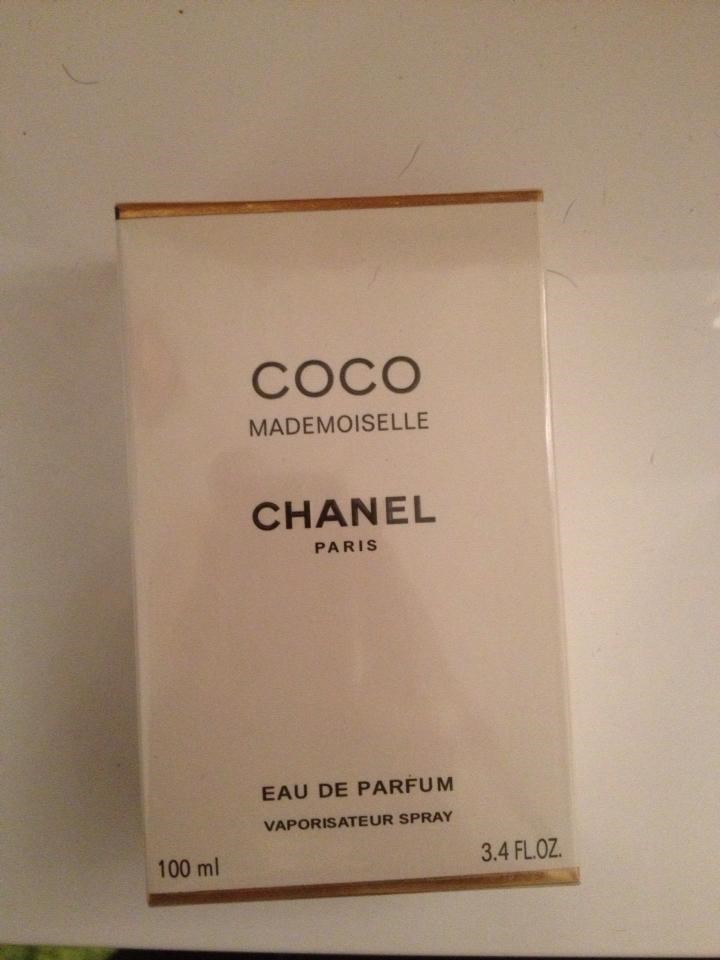 COCO
MADEMOISELLE
CHANEL
PARIS
EAU DE PARFUM
VAPORISATEUR SPRAY
100 ml 3.4 FL.OZ.